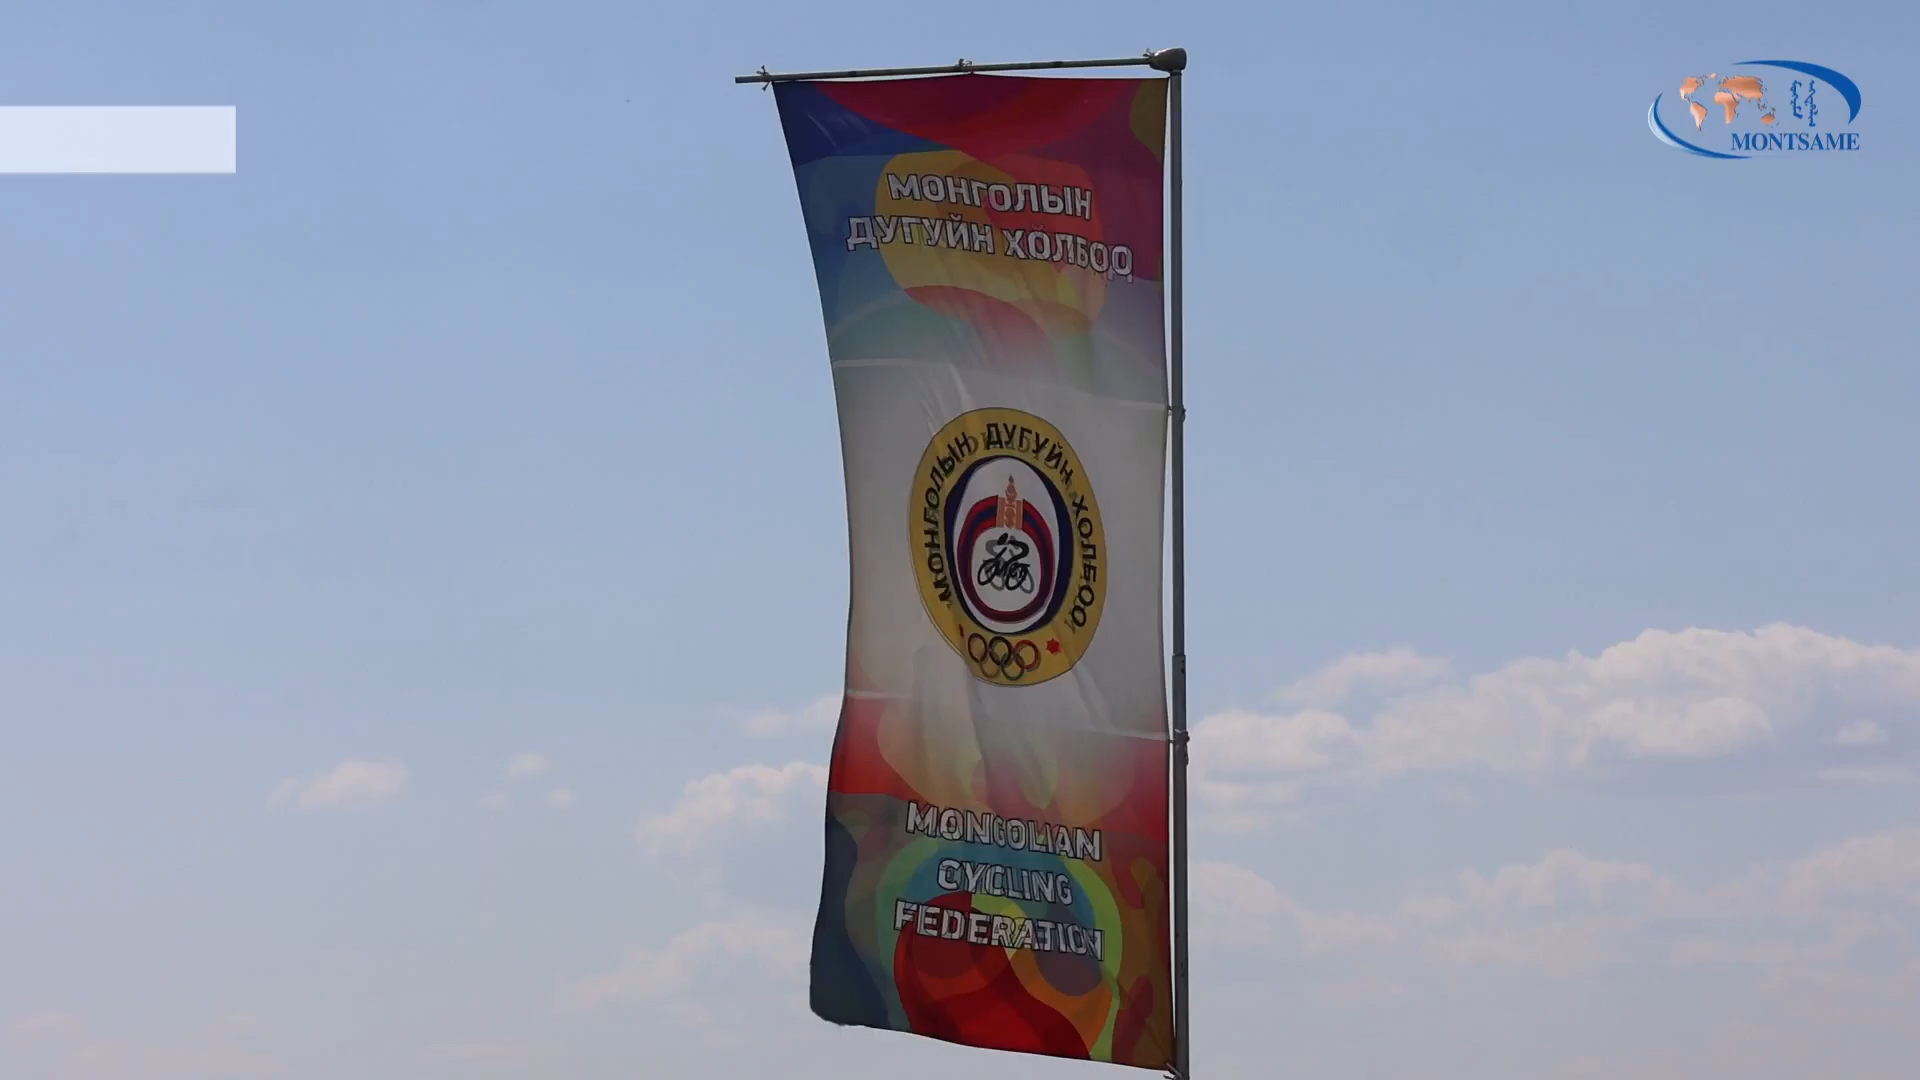 МОНГОЛЫН
ДУГУЙН ХОЛБОО
МОНГОЛЫН ДУГУЙН ХОЛБОО
MONGOLIAN
CYCLING
FEDERATION
MONTSAME